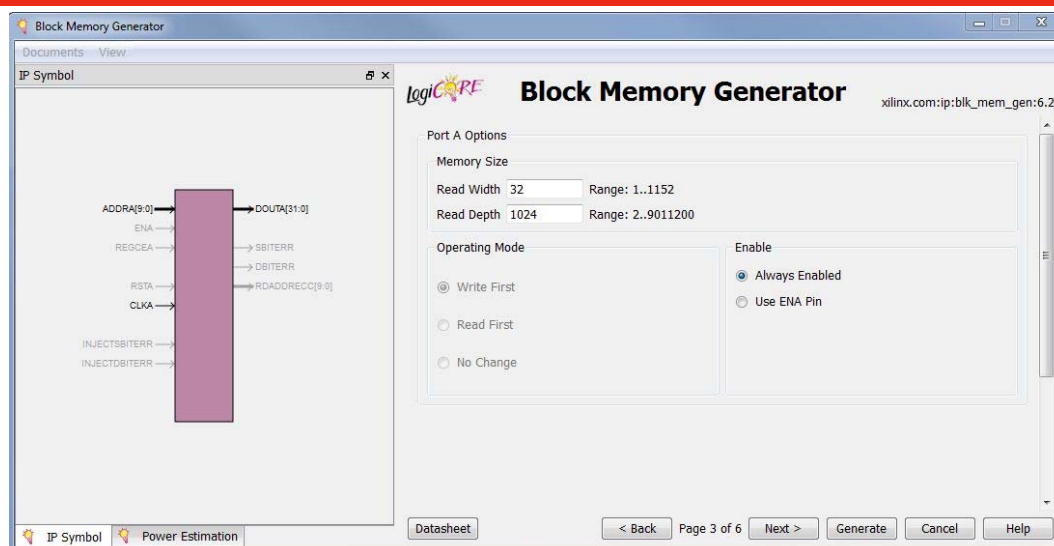 Block Memory Generator
Documents View
IP Symbol
LogiCORE
Block Memory Generator
xilinx.com:ip:blk_mem_gen:6.2
Port A Options
Memory Size
Read Width 32 Range: 1..1152
Read Depth 1024 Range: 2..9011200
Operating Mode
Write First
Read First
No Change
Enable
Always Enabled
Use ENA Pin
ADDRA[9:0]
ENA
REGCEA
RSTA
CLKA
INJECTSBITERR
INJECTDBITERR
DOUTA[31:0]
SBITERR
DBITERR
RDADDRECC[9:0]
IP Symbol Power Estimation
Datasheet < Back Page 3 of 6 Next > Generate Cancel Help